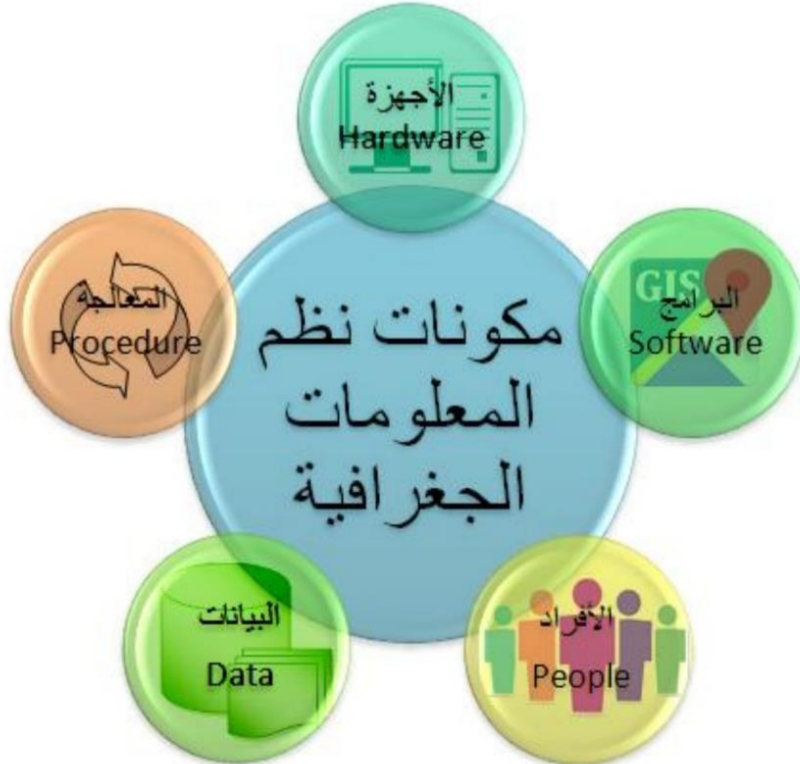 الأجهزة
Hardware
المعالجة
Procedure
GIS
البرامج
Software
مكونات نظم
المعلومات
الجغرافية
البيانات
Data
الأفراد
People